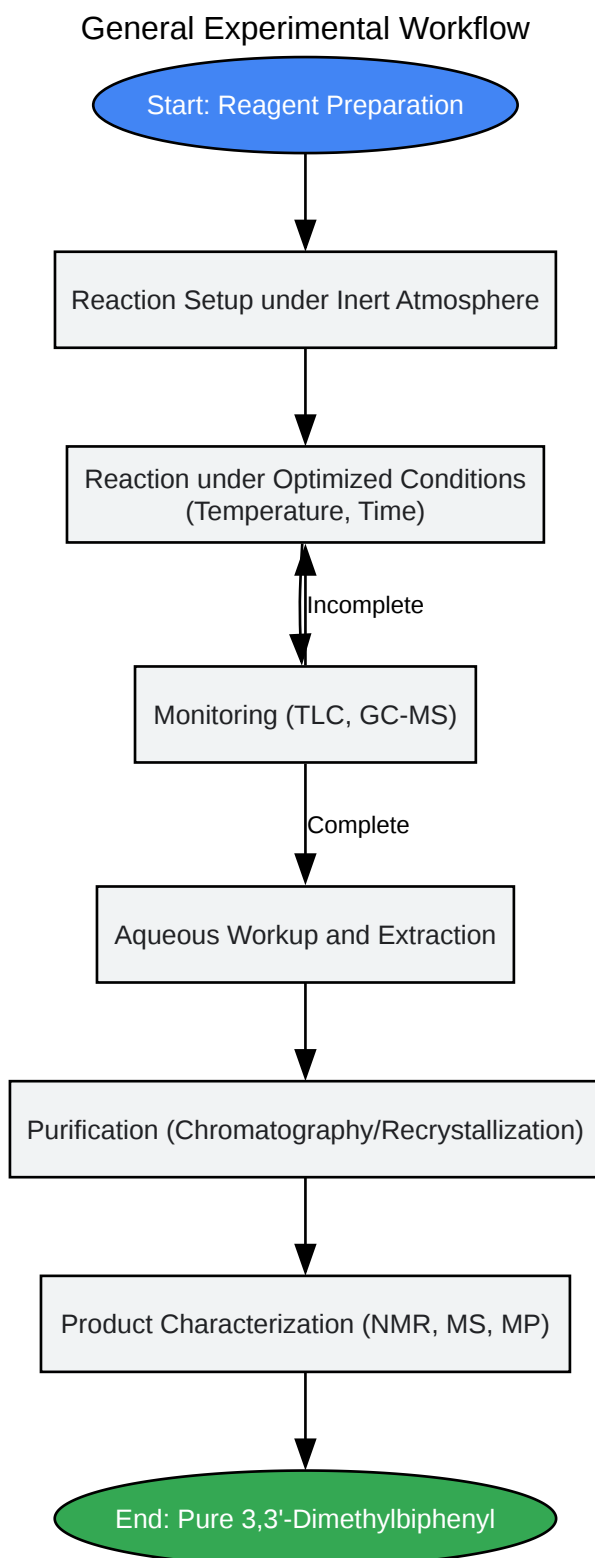 General Experimental Workflow
Start: Reagent Preparation
Reaction Setup under Inert Atmosphere
Reaction under Optimized Conditions
(Temperature, Time)
Incomplete
Monitoring (TLC, GC-MS)
Complete
Aqueous Workup and Extraction
Purification (Chromatography/Recrystallization)
Product Characterization (NMR, MS, MP)
End: Pure 3,3'-Dimethylbiphenyl